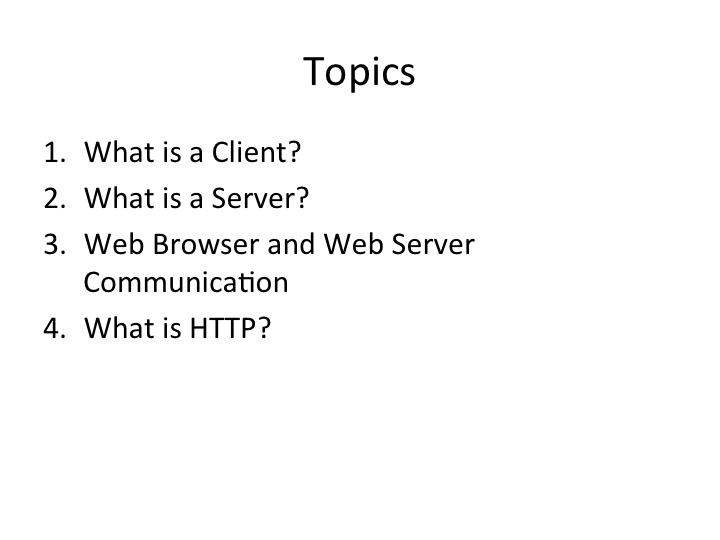 Topics
1. What is a Client?
2. What is a Server?
3. Web Browser and Web Server
Communication
4. What is HTTP?